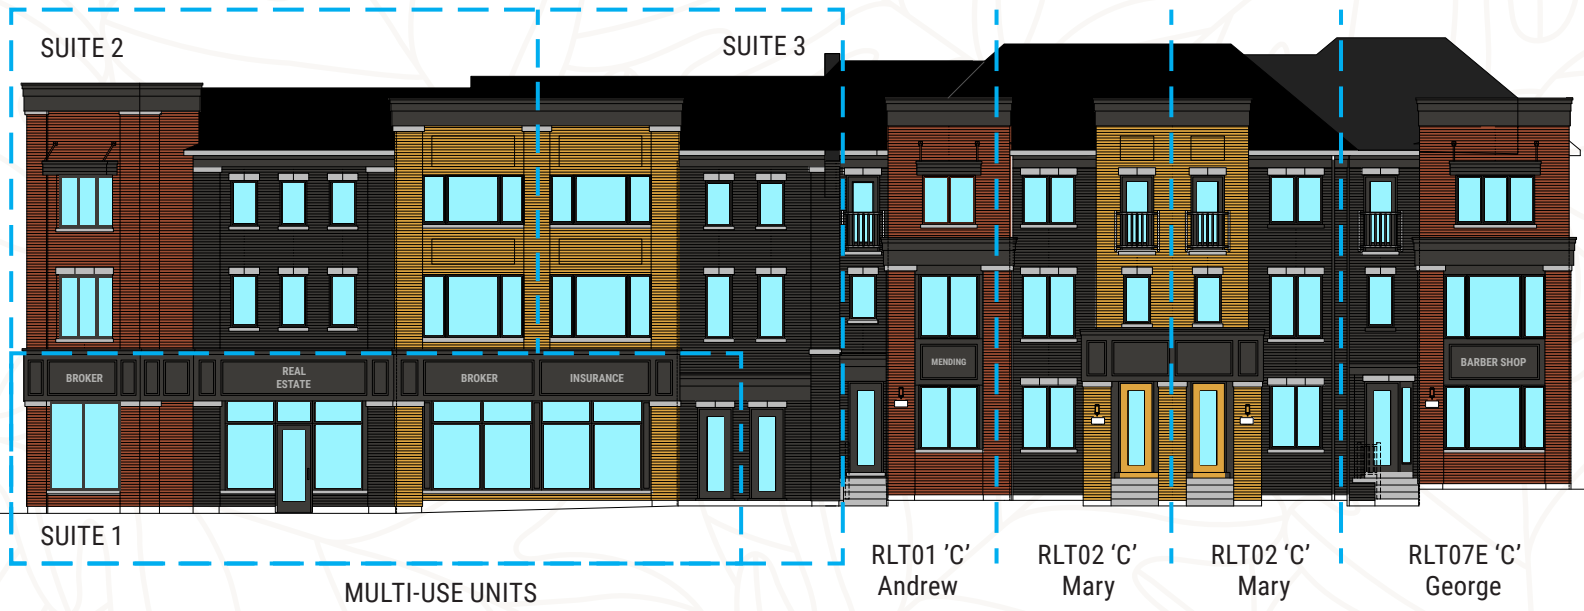 SUITE 2
SUITE 3
BROKER
REAL
ESTATE
BROKER
INSURANCE
MENDING
BARBER SHOP
SUITE 1
MULTI-USE UNITS
RLT01 ’C’
Andrew
RLT02 ‘C’
Mary
RLT02 ‘C’
Mary
RLT07E ‘C’
George